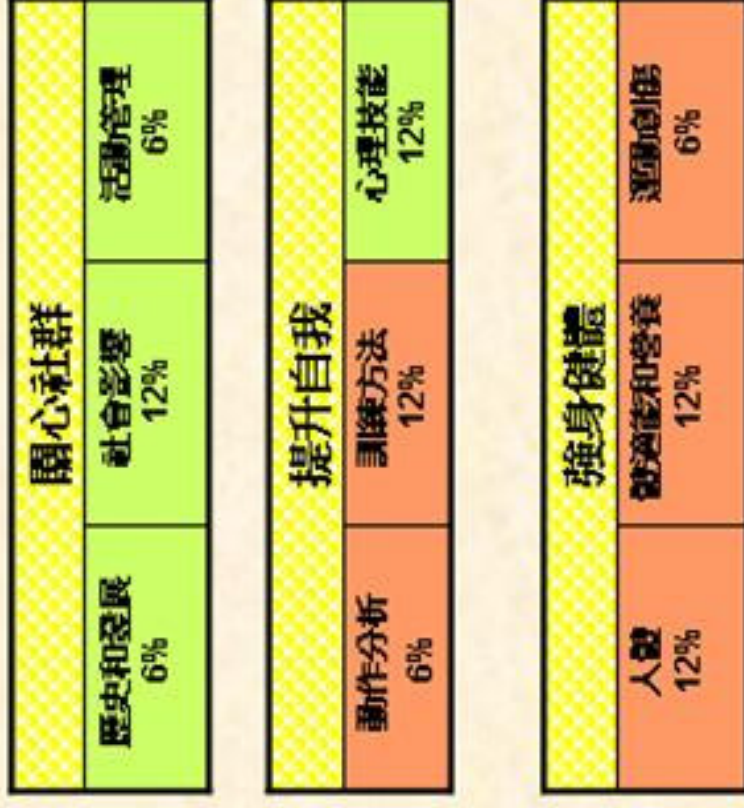 關心社群
歷史和發展
6%
社會影響
12%
活動管理
6%
提升自我
動作分析
6%
訓練方法
12%
心理技能
12%
強身健體
人體
12%
體適能和營養
12%
運動創傷
6%